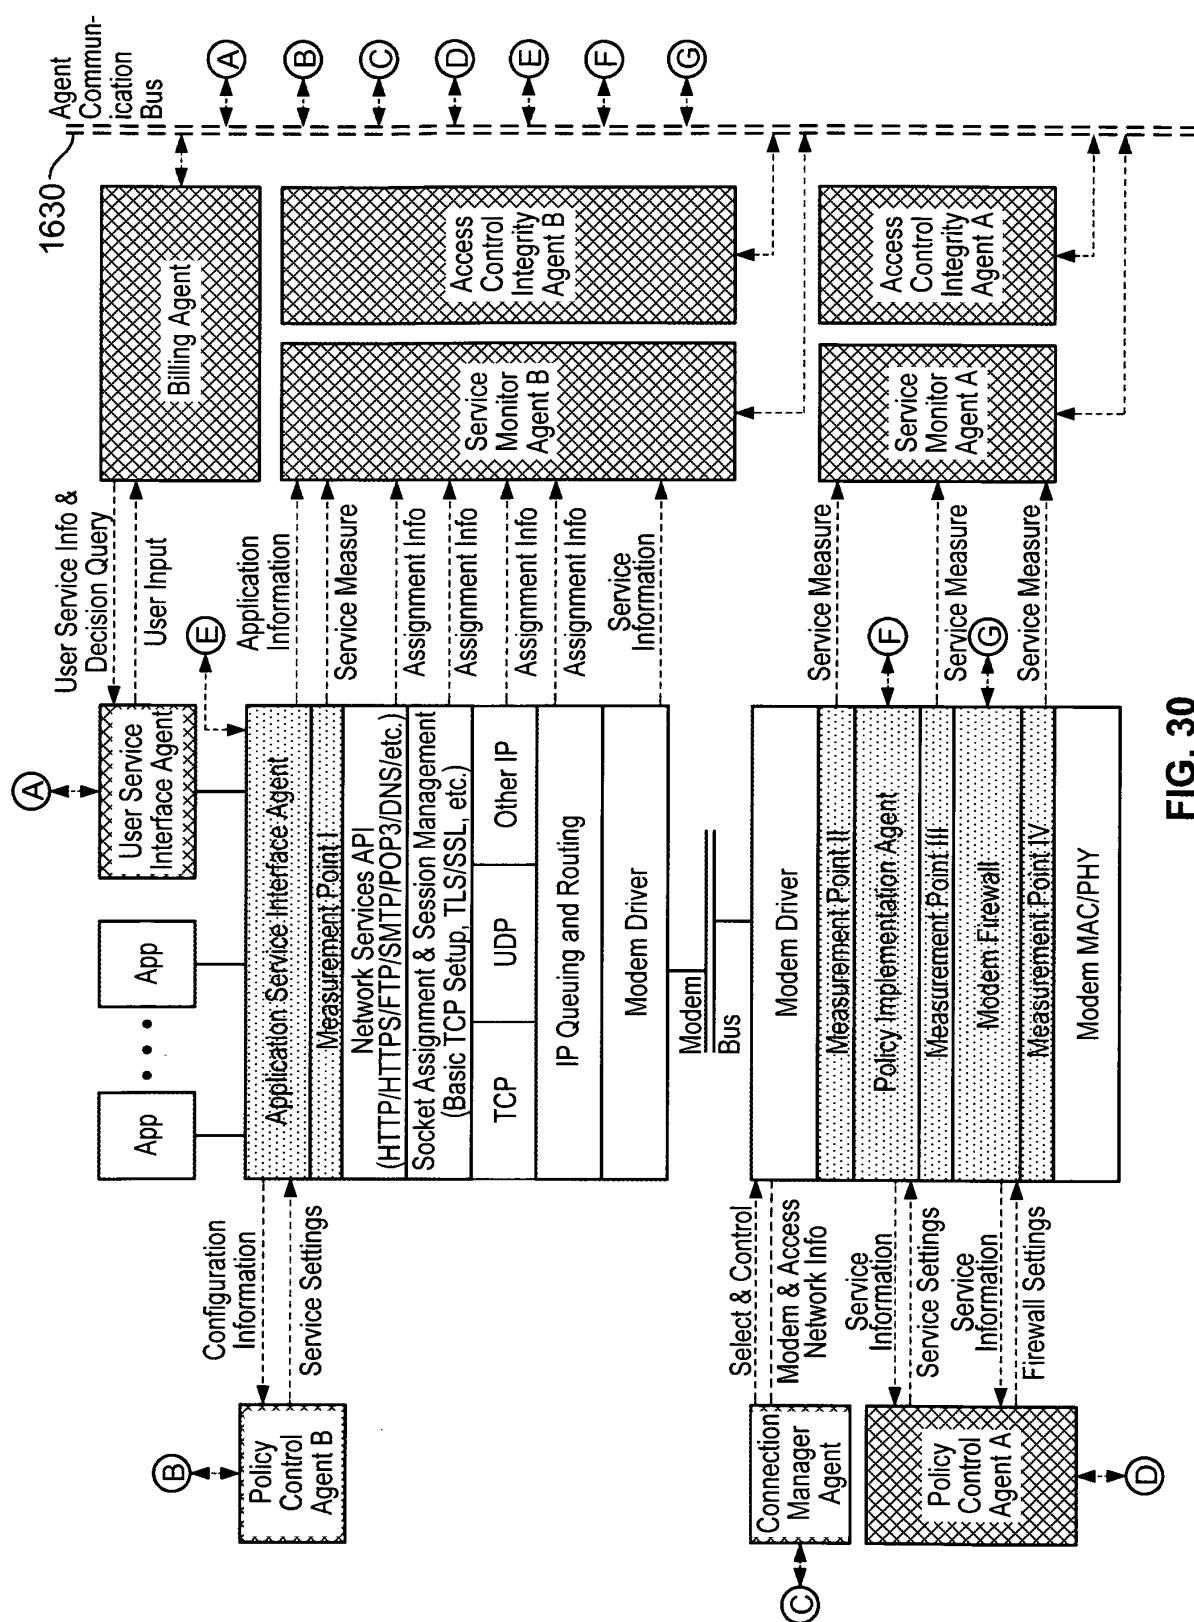 1630
Agent
Commun-
ication
Bus
A
B
C
D
E
F
G
Billing Agent
Access
Control
Integrity
Agent B
Service
Monitor
Agent B
Access
Control
Integrity
Agent A
Service
Monitor
Agent A
User Service Info &
Decision Query
User Input
E
Application
Information
Service Measure
Assignment Info
Assignment Info
Assignment Info
Assignment Info
Service
Information
Service Measure
F
Service Measure
G
Service Measure
A
User Service
Interface Agent
App
App
Application Service Interface Agent
Measurement Point I
Network Services API
(HTTP/HTTPS/FTP/SMTP/POP3/DNS/etc.)
Socket Assignment & Session Management
(Basic TCP Setup, TLS/SSL, etc.)
TCP
UDP
Other IP
IP Queuing and Routing
Modem Driver
Modem
Bus
Modem Driver
Measurement Point II
Policy Implementation Agent
Measurement Point III
Modem Firewall
Measurement Point IV
Modem MAC/PHY
Configuration
Information
Service Settings
Select & Control
Modem & Access
Network Info
Service
Information
Service Settings
Service
Information
Firewall Settings
B
Policy
Control
Agent B
Connection
Manager
Agent
C
Policy
Control
Agent A
D
FIG. 30